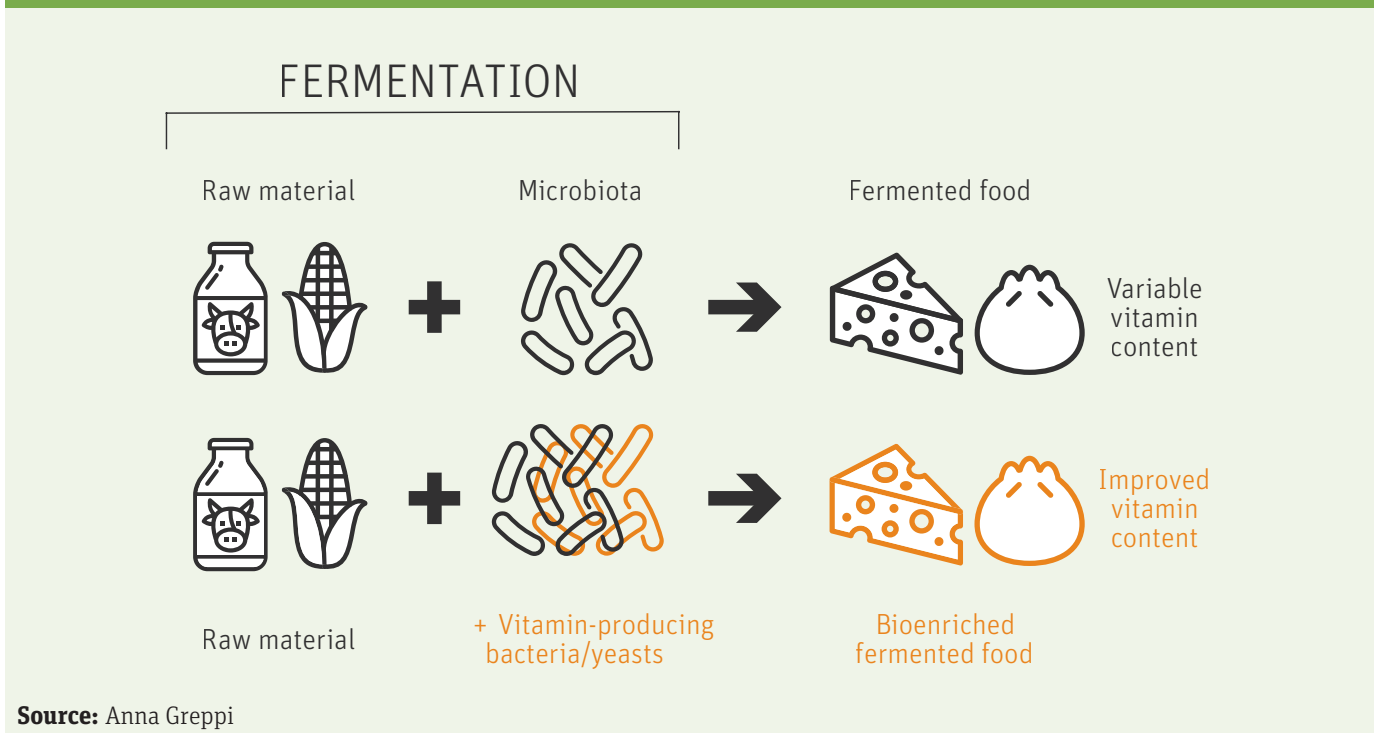 FERMENTATION
Raw material
Microbiota
Fermented food
Variable
vitamin
content
Improved
vitamin
content
Raw material
+ Vitamin-producing
bacteria/yeasts
Bioenriched
fermented food
Source: Anna Greppi